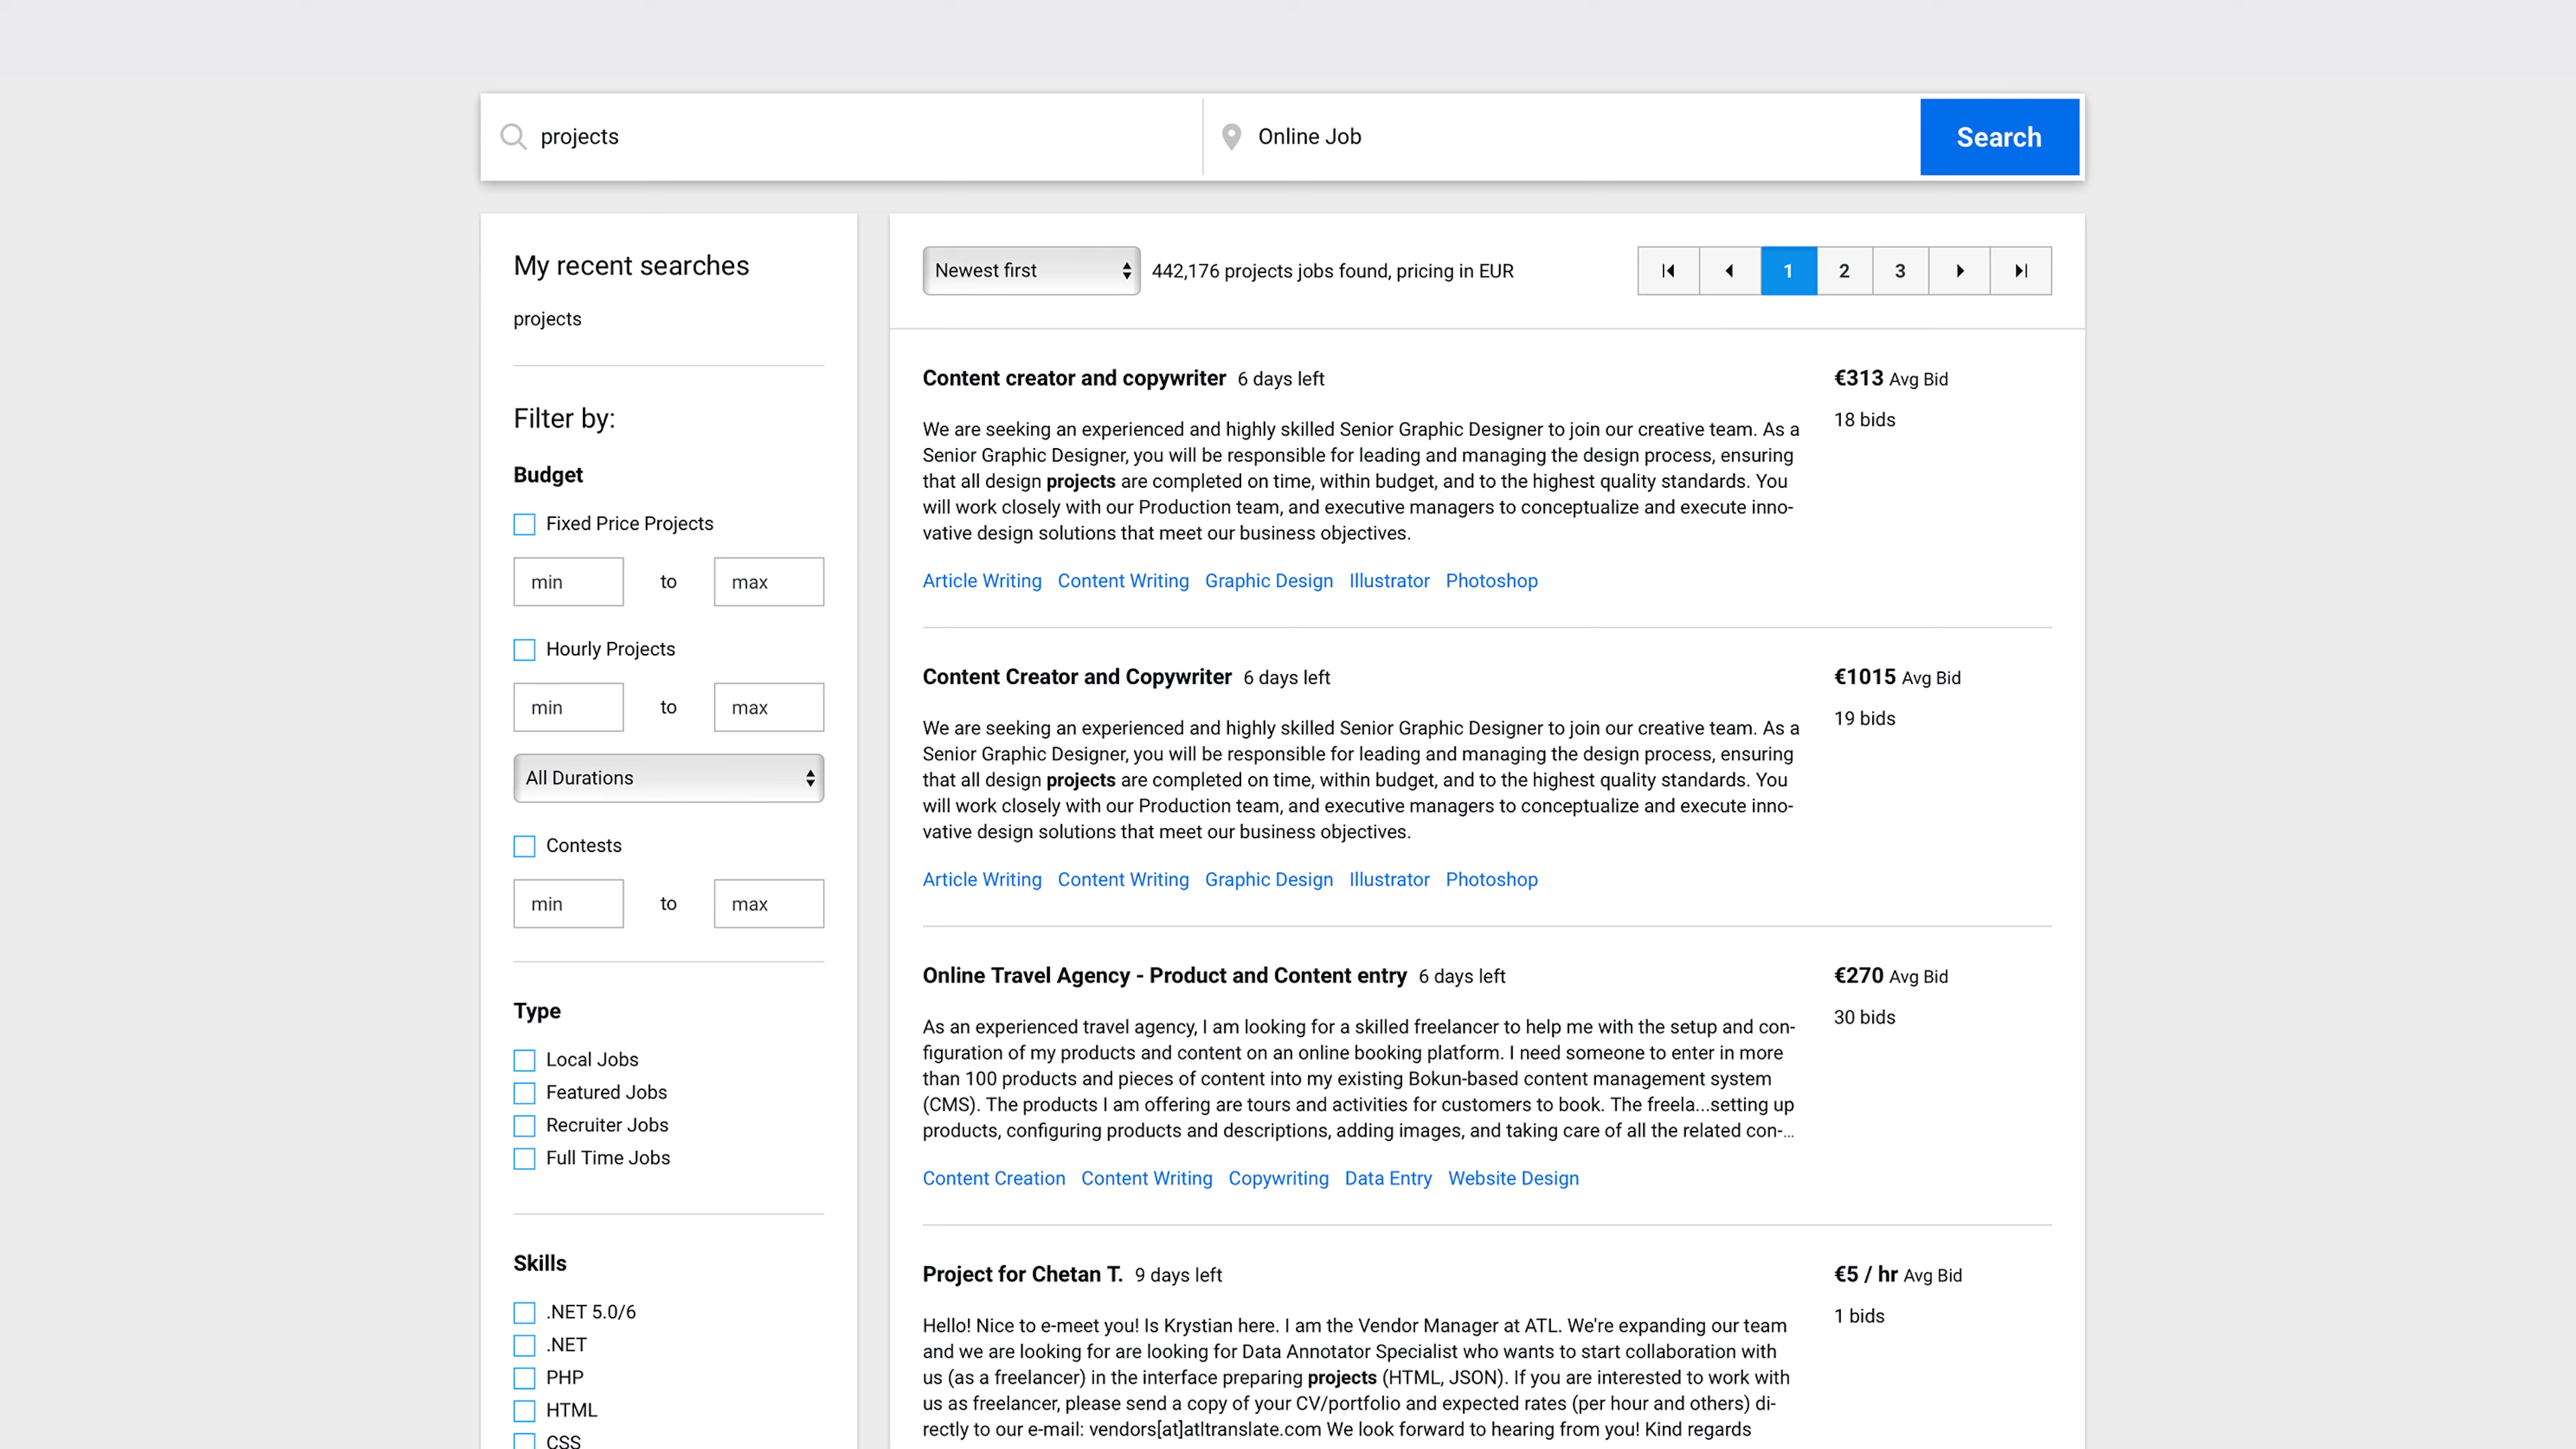 projects
Online Job
Search
My recent searches
projects
Filter by:
Budget
Fixed Price Projects
min to max
Hourly Projects
min to max
All Durations
Contests
min to max
Type
Local Jobs
Featured Jobs
Recruiter Jobs
Full Time Jobs
Skills
.NET 5.0/6
.NET
PHP
HTML
CSS
Newest first
442,176 projects jobs found, pricing in EUR
1 2 3
Content creator and copywriter 6 days left
€313 Avg Bid
18 bids
We are seeking an experienced and highly skilled Senior Graphic Designer to join our creative team. As a
Senior Graphic Designer, you will be responsible for leading and managing the design process, ensuring
that all design projects are completed on time, within budget, and to the highest quality standards. You
will work closely with our Production team, and executive managers to conceptualize and execute inno-
vative design solutions that meet our business objectives.
Article Writing Content Writing Graphic Design Illustrator Photoshop
Content Creator and Copywriter 6 days left
€1015 Avg Bid
19 bids
We are seeking an experienced and highly skilled Senior Graphic Designer to join our creative team. As a
Senior Graphic Designer, you will be responsible for leading and managing the design process, ensuring
that all design projects are completed on time, within budget, and to the highest quality standards. You
will work closely with our Production team, and executive managers to conceptualize and execute inno-
vative design solutions that meet our business objectives.
Article Writing Content Writing Graphic Design Illustrator Photoshop
Online Travel Agency - Product and Content entry 6 days left
€270 Avg Bid
30 bids
As an experienced travel agency, I am looking for a skilled freelancer to help me with the setup and con-
figuration of my products and content on an online booking platform. I need someone to enter in more
than 100 products and pieces of content into my existing Bokun-based content management system
(CMS). The products I am offering are tours and activities for customers to book. The freela...setting up
products, configuring products and descriptions, adding images, and taking care of all the related con-...
Content Creation Content Writing Copywriting Data Entry Website Design
Project for Chetan T. 9 days left
€5 / hr Avg Bid
1 bids
Hello! Nice to e-meet you! Is Krystian here. I am the Vendor Manager at ATL. We're expanding our team
and we are looking for are looking for Data Annotator Specialist who wants to start collaboration with
us (as a freelancer) in the interface preparing projects (HTML, JSON). If you are interested to work with
us as freelancer, please send a copy of your CV/portfolio and expected rates (per hour and others) di-
rectly to our e-mail: vendors[at]atltranslate.com We look forward to hearing from you! Kind regards